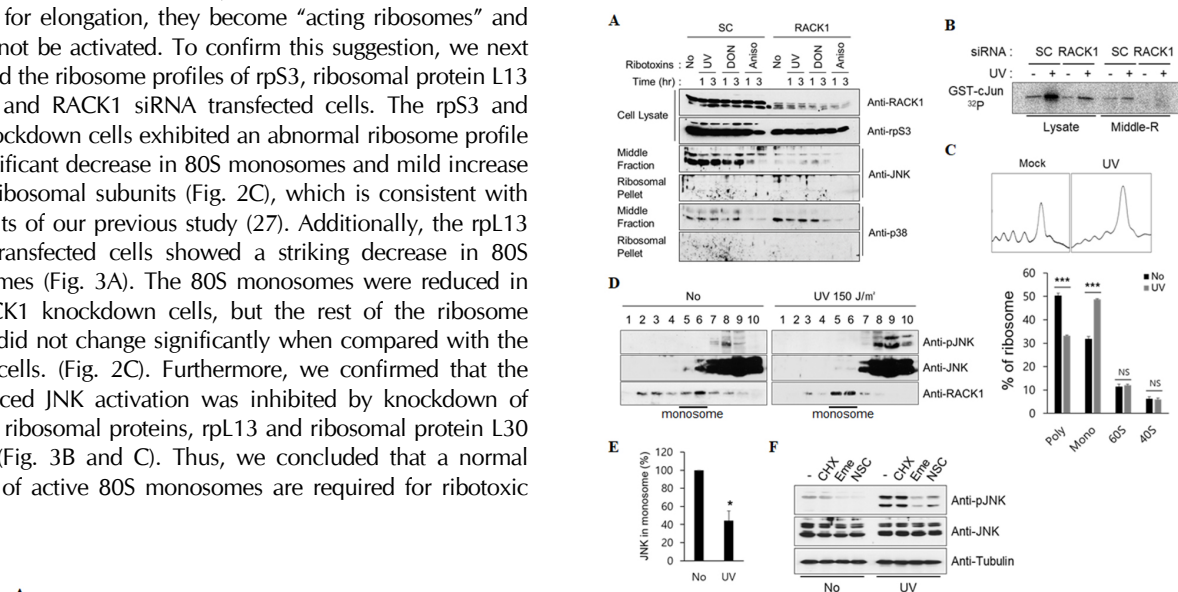 for elongation, they become “acting ribosomes” and
not be activated. To confirm this suggestion, we next
d the ribosome profiles of rpS3, ribosomal protein L13
and RACK1 siRNA transfected cells. The rpS3 and
ockdown cells exhibited an abnormal ribosome profile
ificant decrease in 80S monosomes and mild increase
ribosomal subunits (Fig. 2C), which is consistent with
ts of our previous study (27). Additionally, the rpL13
ransfected cells showed a striking decrease in 80S
mes (Fig. 3A). The 80S monosomes were reduced in
CK1 knockdown cells, but the rest of the ribosome
did not change significantly when compared with the
cells. (Fig. 2C). Furthermore, we confirmed that the
ced JNK activation was inhibited by knockdown of
ribosomal proteins, rpL13 and ribosomal protein L30
(Fig. 3B and C). Thus, we concluded that a normal
of active 80S monosomes are required for ribotoxic
A
SC RACK1
Ribotoxins : No UV DON Aniso No UV DON Aniso
Time (hr) 1 3 1 3 1 3 1 3 1 3 1 3
Cell Lysate
Anti-RACK1
Anti-rpS3
Middle
Fraction
Ribosomal
Pellet
Anti-JNK
Middle
Fraction
Ribosomal
Pellet
Anti-p38
B
siRNA : SC RACK1 SC RACK1
UV : - + - + - + - +
GST-cJun
32P
Lysate Middle-R
C
Mock UV
% of ribosome
60
50
40
30
20
10
0
*** *** NS NS
No
UV
Poly Mono 60S 40S
D
No UV 150 J/㎡
1 2 3 4 5 6 7 8 9 10 1 2 3 4 5 6 7 8 9 10
Anti-pJNK
Anti-JNK
Anti-RACK1
monosome monosome
E
JNK in monosome (%)
120
100
80
60
40
20
0
*
No UV
F
- CHX Eme NSC - CHX Eme NSC
Anti-pJNK
Anti-JNK
Anti-Tubulin
No UV